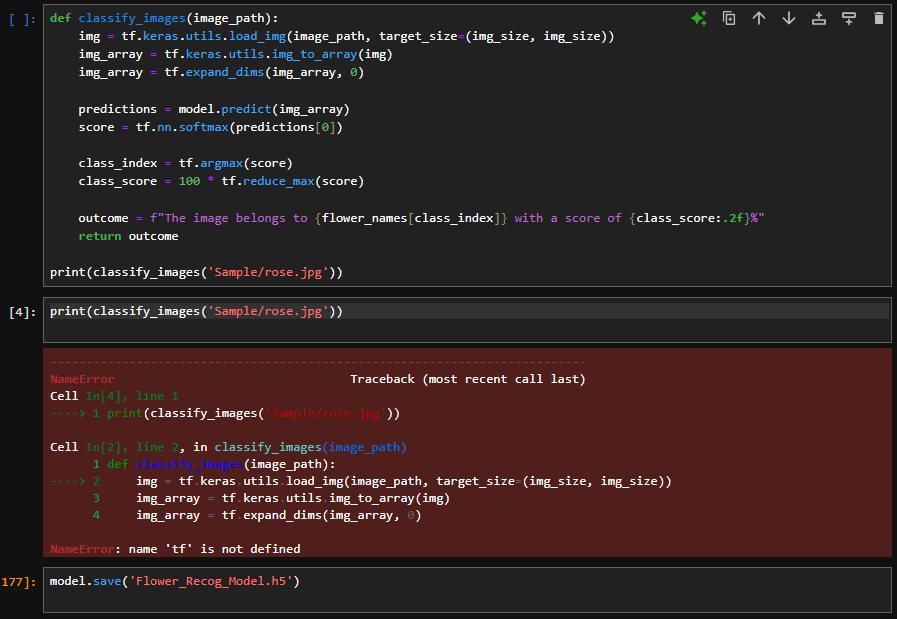 [ ]: def classify_images(image_path):
img = tf.keras.utils.load_img(image_path, target_size=(img_size, img_size))
img_array = tf.keras.utils.img_to_array(img)
img_array = tf.expand_dims(img_array, 0)
predictions = model.predict(img_array)
score = tf.nn.softmax(predictions[0])
class_index = tf.argmax(score)
class_score = 100 * tf.reduce_max(score)
outcome = f"The image belongs to {flower_names[class_index]} with a score of {class_score:.2f}%"
return outcome
print(classify_images('Sample/rose.jpg'))
[4]: print(classify_images('Sample/rose.jpg'))
---------------------------------------------------------------------------
NameError Traceback (most recent call last)
Cell In[4], line 1
----> 1 print(classify_images('Sample/rose.jpg'))
Cell In[2], line 2, in classify_images(image_path)
1 def classify_images(image_path):
----> 2 img = tf.keras.utils.load_img(image_path, target_size=(img_size, img_size))
3 img_array = tf.keras.utils.img_to_array(img)
4 img_array = tf.expand_dims(img_array, 0)
NameError: name 'tf' is not defined
177]: model.save('Flower_Recog_Model.h5')